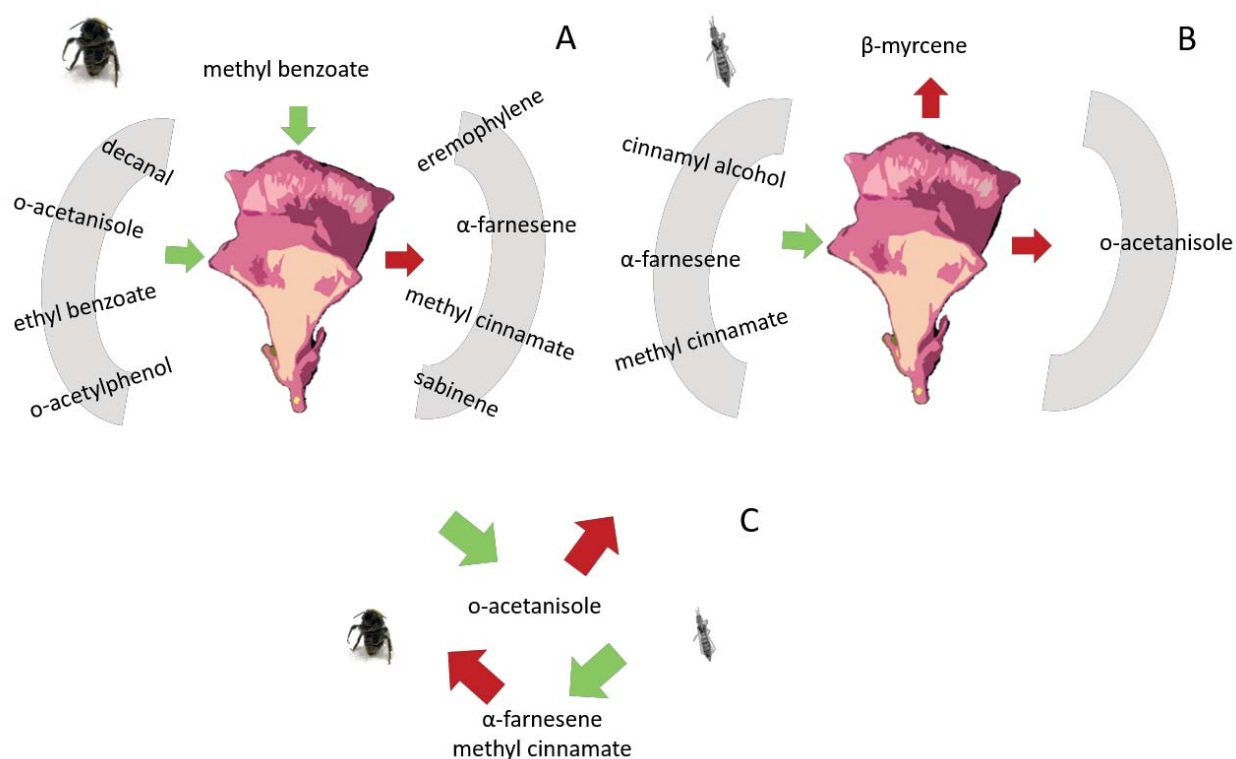 A
methyl benzoate
decanal
o-acetanisole
ethyl benzoate
o-acetylphenol
eremophylene
α-farnesene
methyl cinnamate
sabinene
B
β-myrcene
cinnamyl alcohol
α-farnesene
methyl cinnamate
o-acetanisole
C
o-acetanisole
α-farnesene
methyl cinnamate